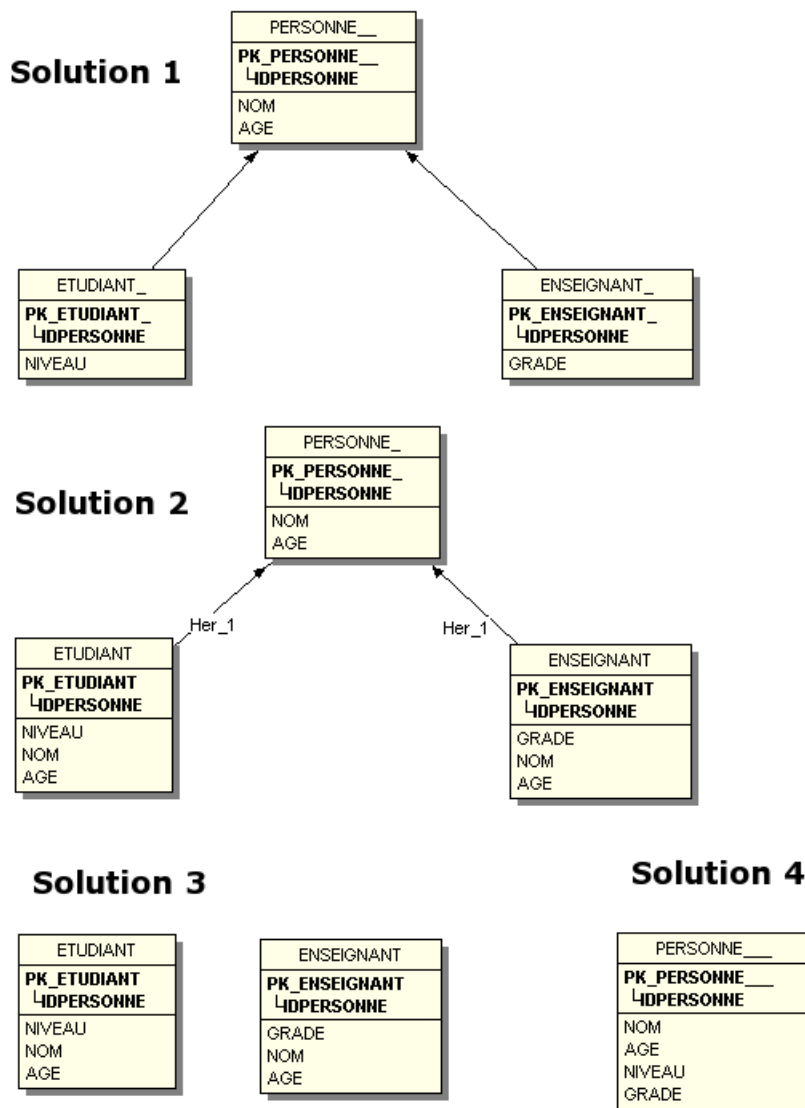 Solution 1
PERSONNE__
PK_PERSONNE__
IDPERSONNE
NOM
AGE
ETUDIANT_
PK_ETUDIANT_
IDPERSONNE
NIVEAU
ENSEIGNANT_
PK_ENSEIGNANT_
IDPERSONNE
GRADE
Solution 2
PERSONNE_
PK_PERSONNE_
IDPERSONNE
NOM
AGE
Her_1
Her_1
ETUDIANT
PK_ETUDIANT
IDPERSONNE
NIVEAU
NOM
AGE
ENSEIGNANT
PK_ENSEIGNANT
IDPERSONNE
GRADE
NOM
AGE
Solution 3
ETUDIANT
PK_ETUDIANT
IDPERSONNE
NIVEAU
NOM
AGE
ENSEIGNANT
PK_ENSEIGNANT
IDPERSONNE
GRADE
NOM
AGE
Solution 4
PERSONNE___
PK_PERSONNE___
IDPERSONNE
NOM
AGE
NIVEAU
GRADE